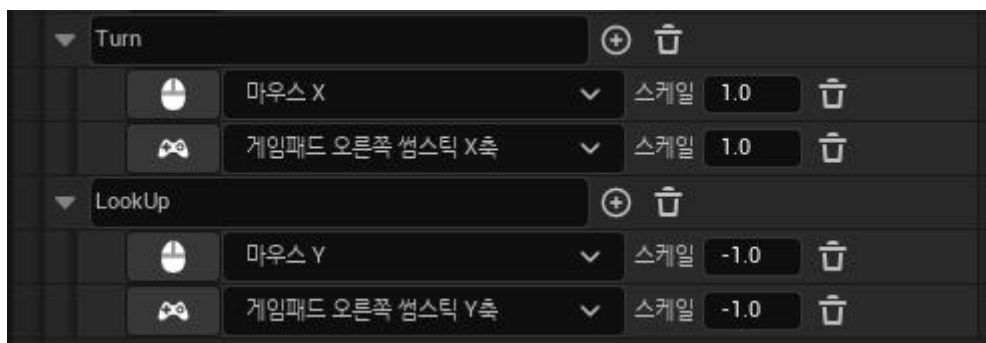 Turn
마우스 X 스케일 1.0
게임패드 오른쪽 썸스틱 X축 스케일 1.0
LookUp
마우스 Y 스케일 -1.0
게임패드 오른쪽 썸스틱 Y축 스케일 -1.0